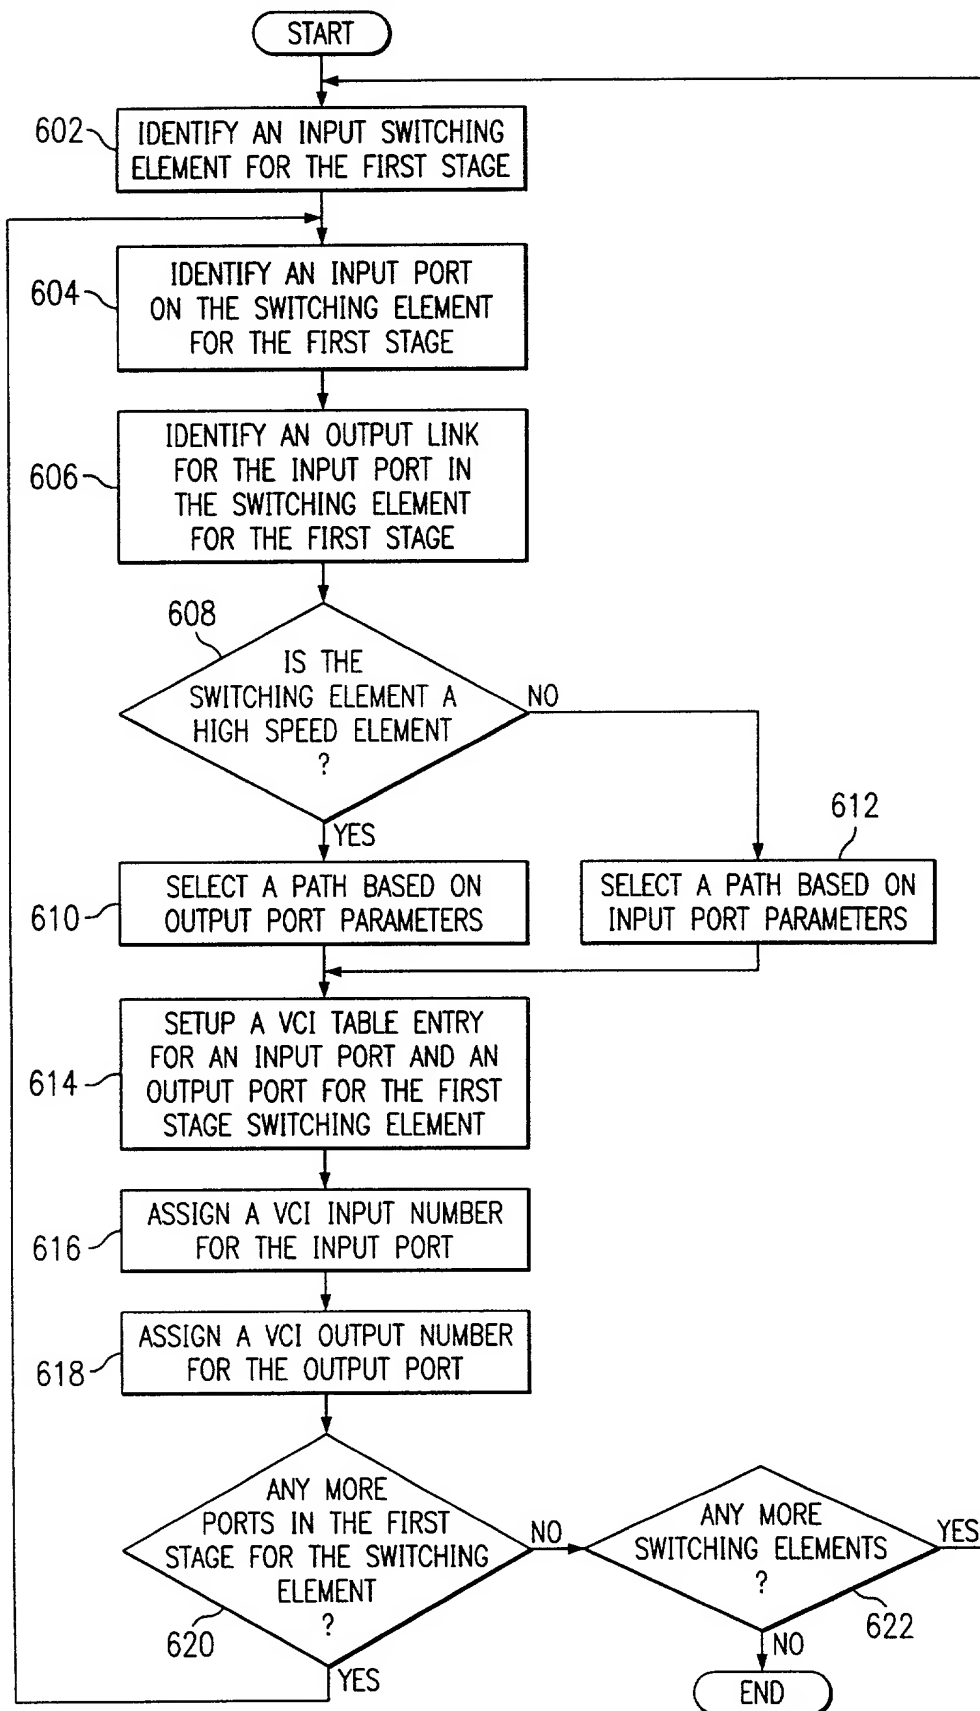 START
602
IDENTIFY AN INPUT SWITCHING
ELEMENT FOR THE FIRST STAGE
604
IDENTIFY AN INPUT PORT
ON THE SWITCHING ELEMENT
FOR THE FIRST STAGE
606
IDENTIFY AN OUTPUT LINK
FOR THE INPUT PORT IN
THE SWITCHING ELEMENT
FOR THE FIRST STAGE
608
IS THE
SWITCHING ELEMENT A
HIGH SPEED ELEMENT
?
NO
YES
610
SELECT A PATH BASED ON
OUTPUT PORT PARAMETERS
612
SELECT A PATH BASED ON
INPUT PORT PARAMETERS
614
SETUP A VCI TABLE ENTRY
FOR AN INPUT PORT AND AN
OUTPUT PORT FOR THE FIRST
STAGE SWITCHING ELEMENT
616
ASSIGN A VCI INPUT NUMBER
FOR THE INPUT PORT
618
ASSIGN A VCI OUTPUT NUMBER
FOR THE OUTPUT PORT
620
ANY MORE
PORTS IN THE FIRST
STAGE FOR THE SWITCHING
ELEMENT
?
NO
YES
ANY MORE
SWITCHING ELEMENTS
?
YES
622
NO
END